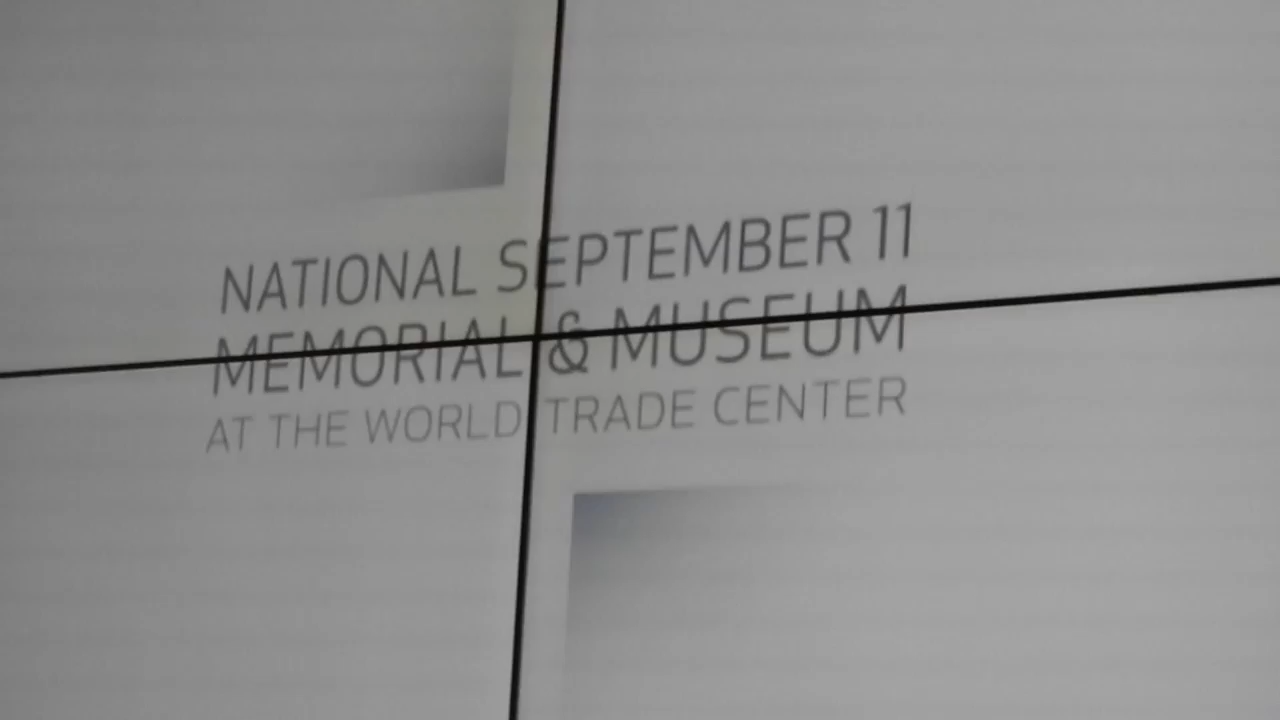 NATIONAL SEPTEMBER 11
MEMORIAL & MUSEUM
AT THE WORLD TRADE CENTER